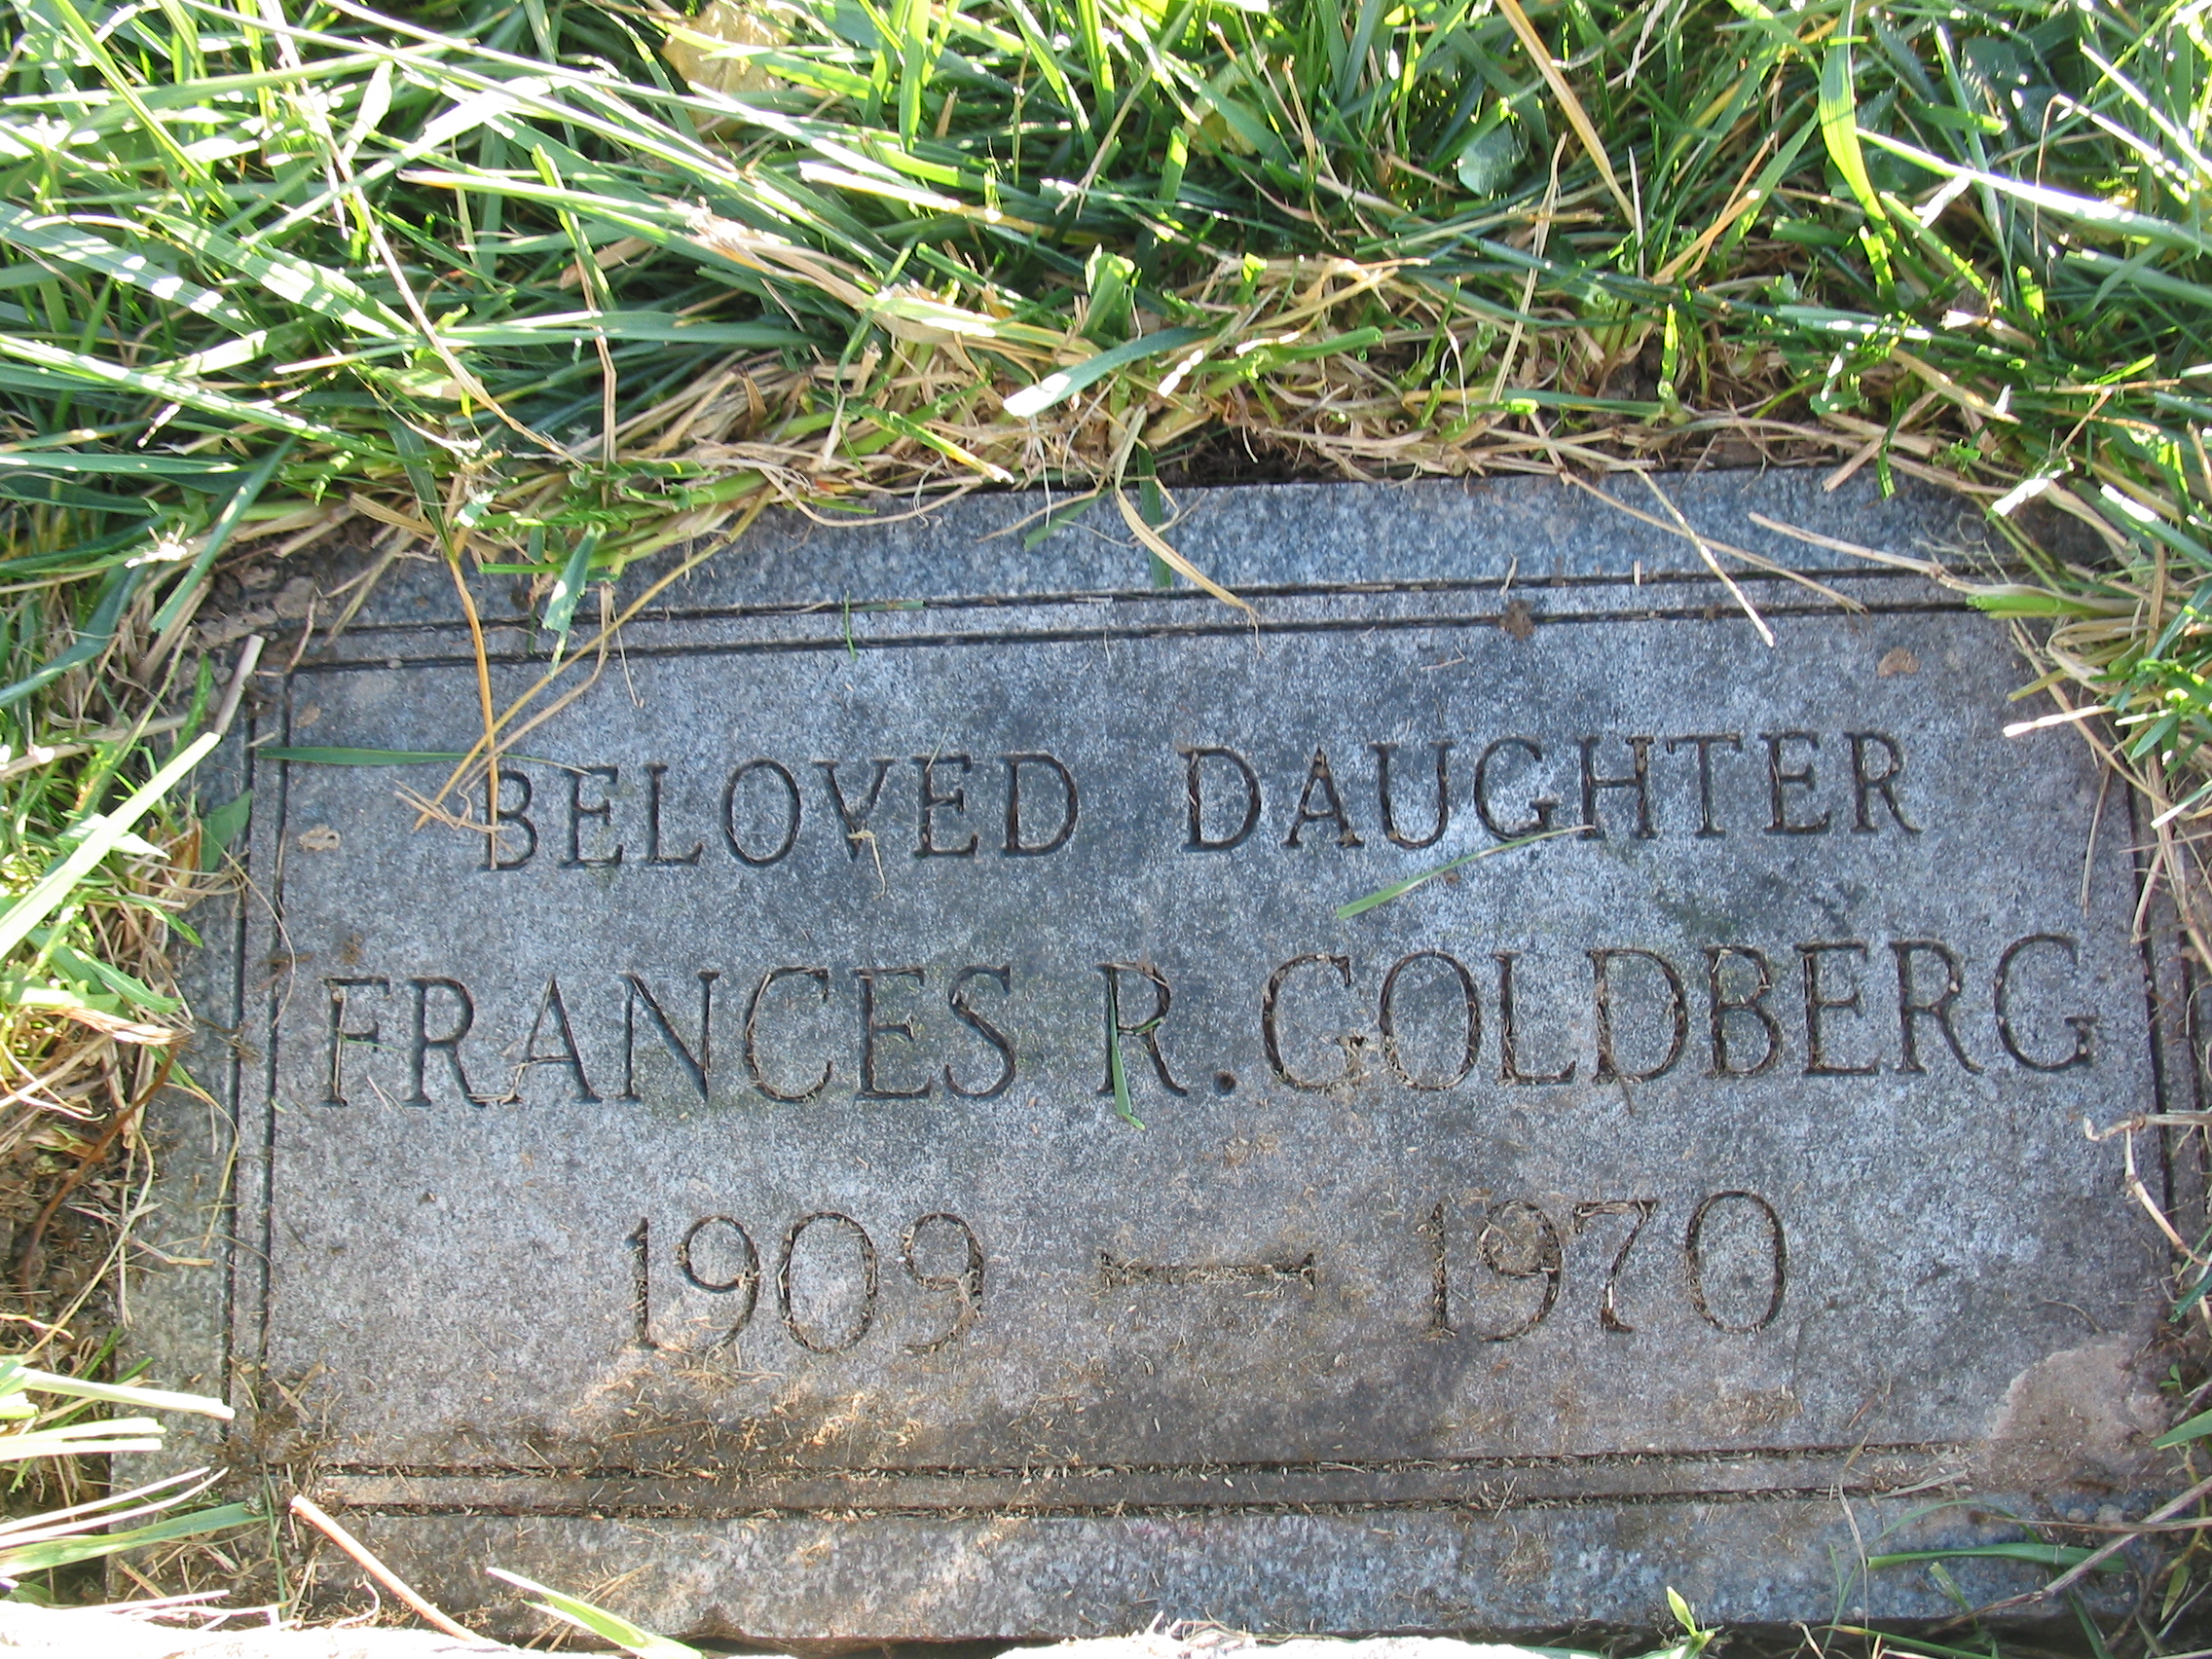 BELOVED DAUGHTER
FRANCES R. GOLDBERG
1909 — 1970